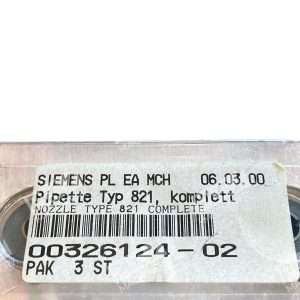 SIEMENS PL EA MCH 06.03.00
Pipette Typ 821, komplett
NOZZLE TYPE 821 COMPLETE
00326124-02
PAK 3 ST